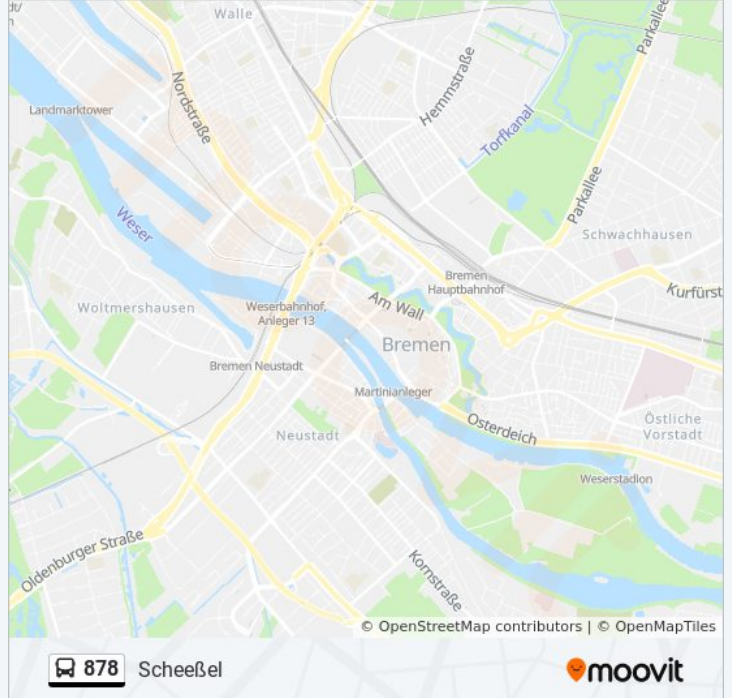 dt/
Walle
Parkallee
Hemmstraße
Nordstraße
Landmarktower
Torfkanal
Parkallee
Weser
Schwachhausen
Bremen
Hauptbahnhof
Kurfürst
Woltmershausen
Weserbahnhof,
Anleger 13
Am Wall
Bremen
Bremen Neustadt
Martinianleger
Östliche
Vorstadt
Osterdeich
Neustadt
Weserstadion
Oldenburger Straße
Kornstraße
© OpenStreetMap contributors | © OpenMapTiles
878 Scheeßel
moovit